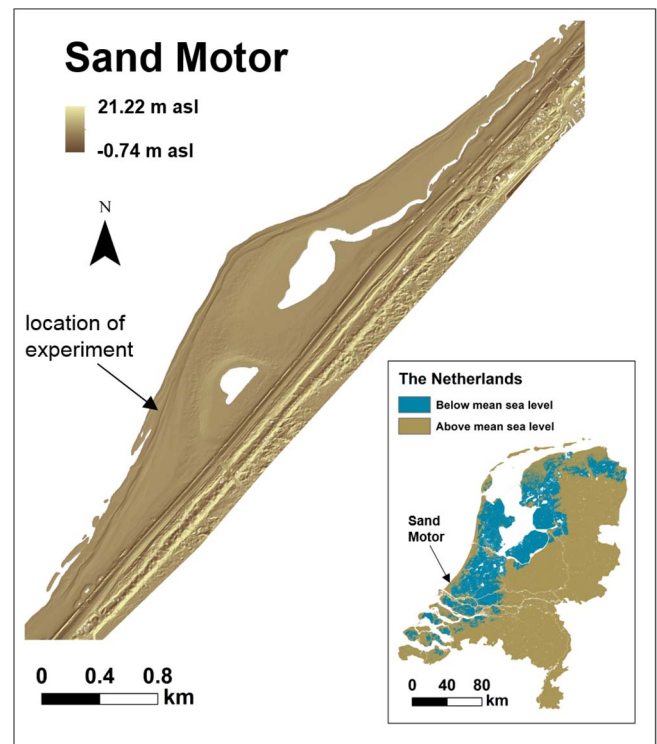 Sand Motor
21.22 m asl
-0.74 m asl
N
location of
experiment
0 0.4 0.8
km
The Netherlands
Below mean sea level
Above mean sea level
Sand
Motor
0 40 80
km